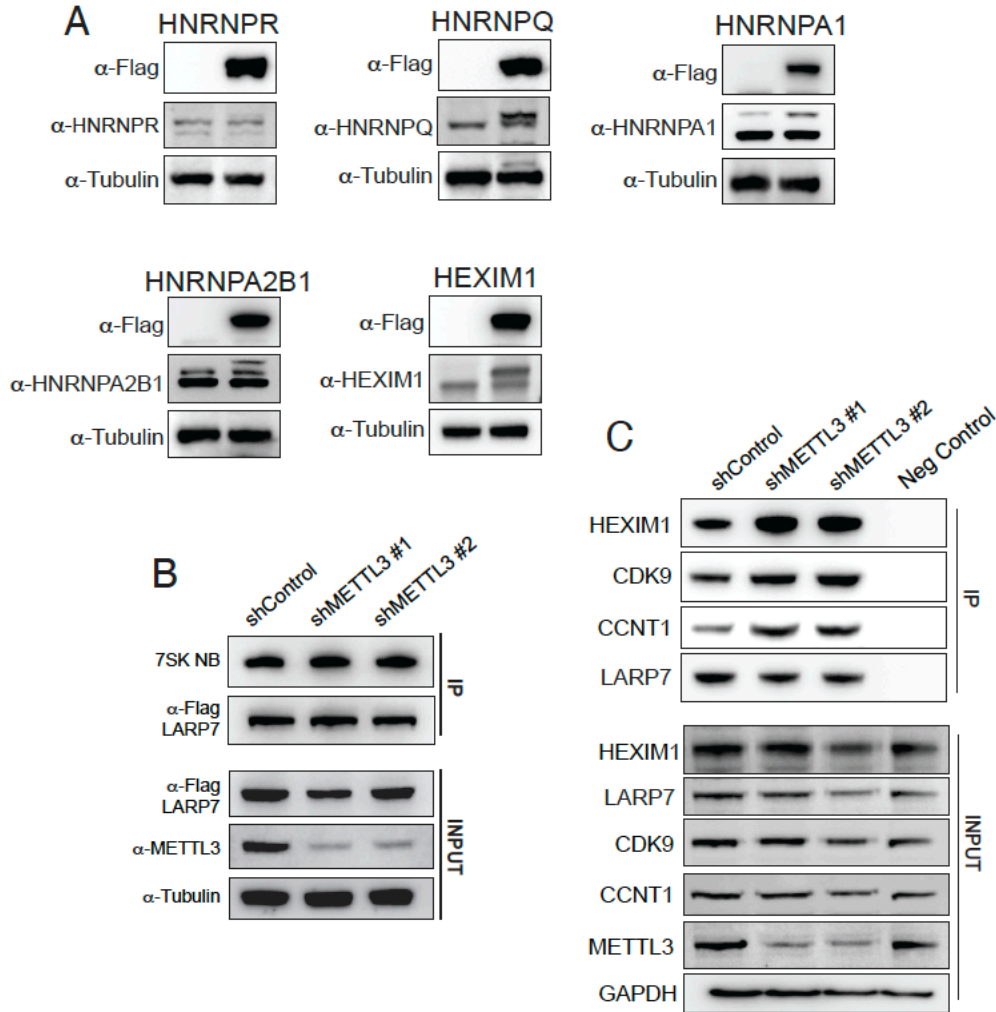 A
HNRNPR
α-Flag
α-HNRNPR
α-Tubulin
HNRNPQ
α-Flag
α-HNRNPQ
α-Tubulin
HNRNPA1
α-Flag
α-HNRNPA1
α-Tubulin
HNRNPA2B1
α-Flag
α-HNRNPA2B1
α-Tubulin
HEXIM1
α-Flag
α-HEXIM1
α-Tubulin
B
shControl
shMETTL3 #1
shMETTL3 #2
7SK NB
α-Flag
LARP7
IP
α-Flag
LARP7
α-METTL3
α-Tubulin
INPUT
C
shControl
shMETTL3 #1
shMETTL3 #2
Neg Control
HEXIM1
CDK9
CCNT1
LARP7
IP
HEXIM1
LARP7
CDK9
CCNT1
METTL3
GAPDH
INPUT